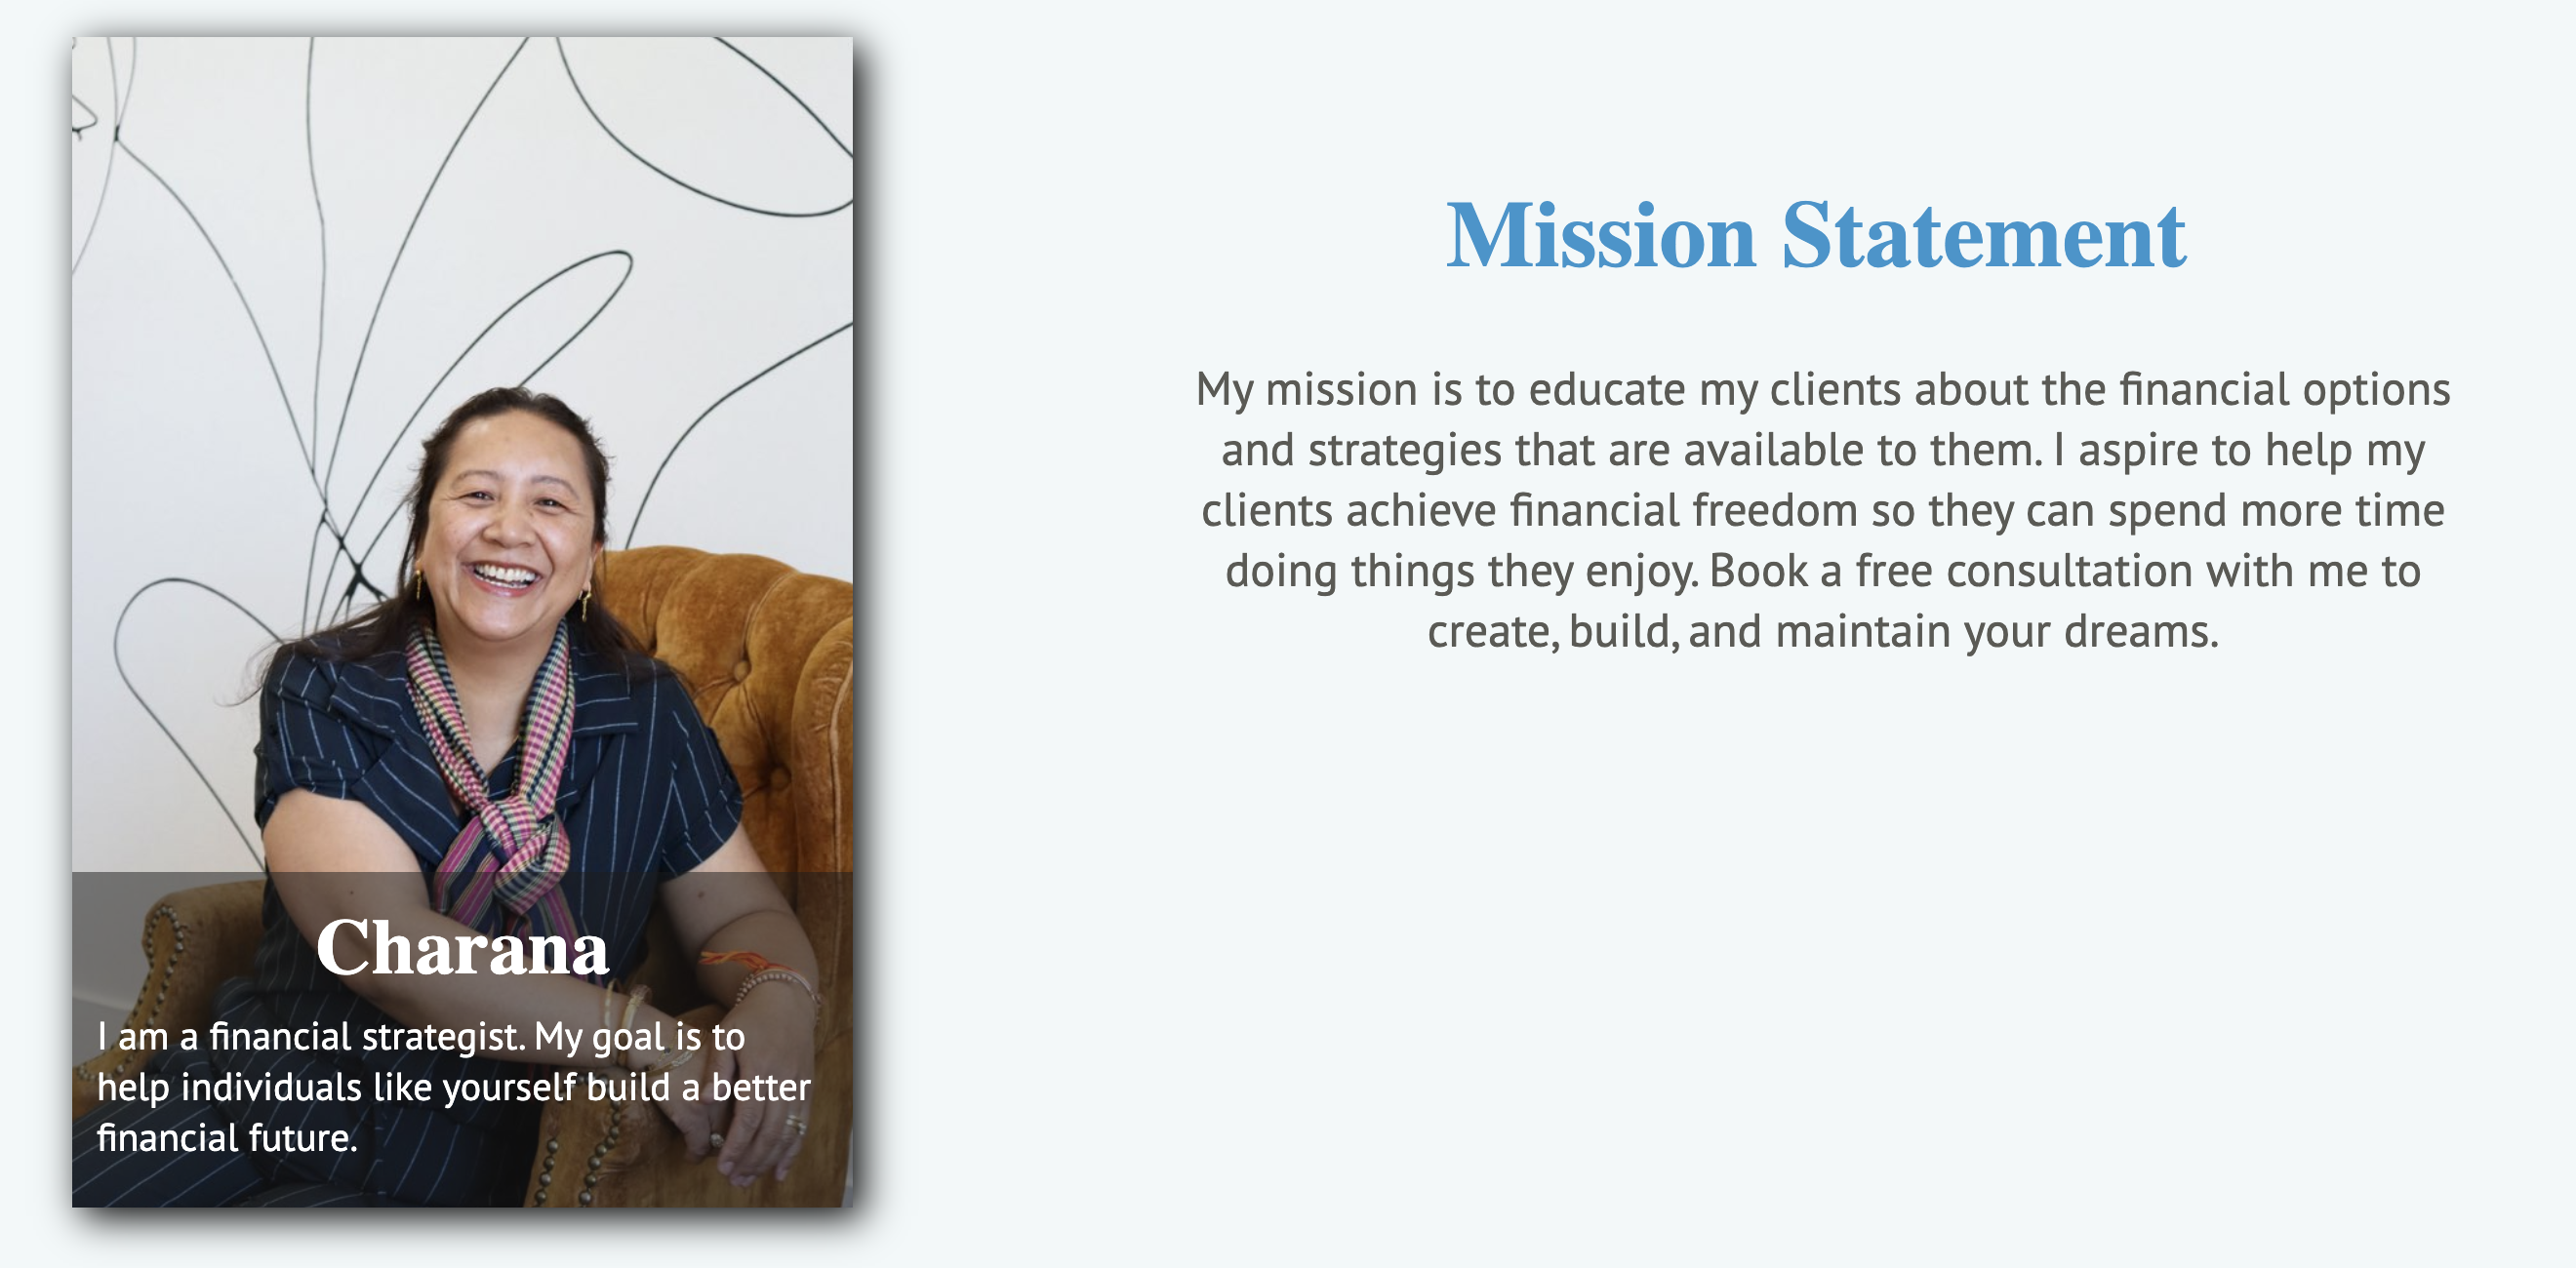 Mission Statement
My mission is to educate my clients about the financial options
and strategies that are available to them. I aspire to help my
clients achieve financial freedom so they can spend more time
doing things they enjoy. Book a free consultation with me to
create, build, and maintain your dreams.
Charana
I am a financial strategist. My goal is to
help individuals like yourself build a better
financial future.